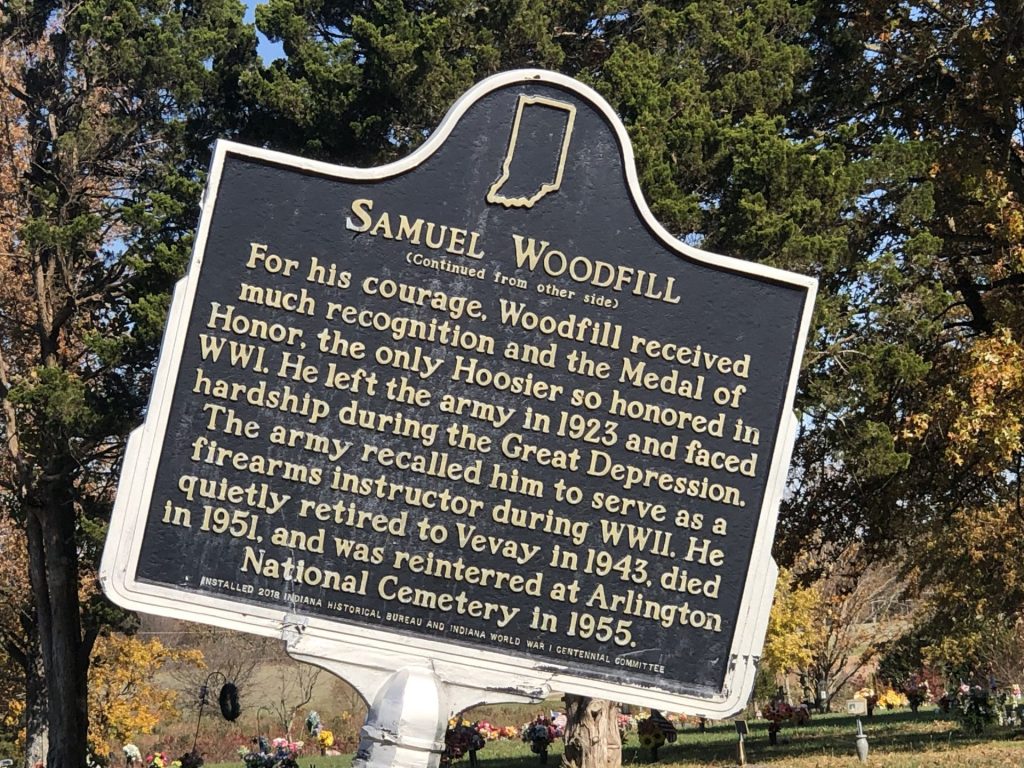 SAMUEL WOODFILL
(Continued from other side)
For his courage, Woodfill received
much recognition and the Medal of
Honor, the only Hoosier so honored in
WWI. He left the army in 1923 and faced
hardship during the Great Depression.
The army recalled him to serve as a
firearms instructor during WWII. He
quietly retired to Vevay in 1943, died
in 1951, and was reinterred at Arlington
National Cemetery in 1955.
INSTALLED 2018 INDIANA HISTORICAL BUREAU AND INDIANA WORLD WAR I CENTENNIAL COMMITTEE